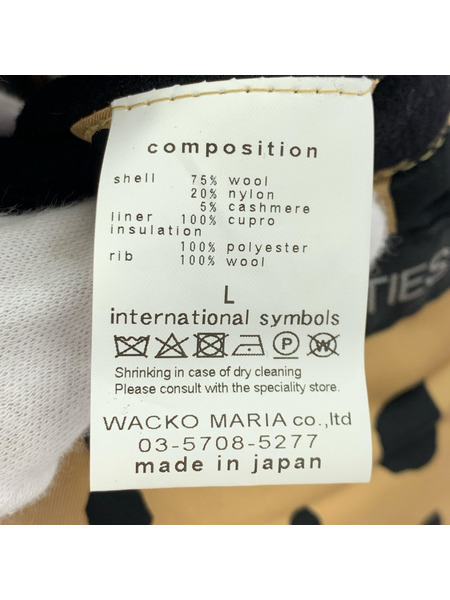 composition
shell 75% wool
20% nylon
5% cashmere
liner 100% cupro
insulation
100% polyester
rib 100% wool
L
international symbols
P W
Shrinking in case of dry cleaning
Please consult with the speciality store.
WACKO MARIA co.,ltd
03-5708-5277
made in japan
TIES